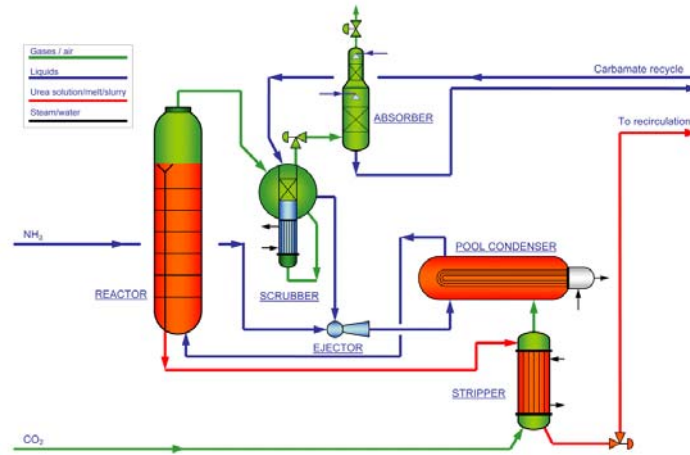 Gases / air
Liquids
Urea solution/melt/slurry
Steam/water
Carbamate recycle
ABSORBER
To recirculation
NH₃
POOL CONDENSER
REACTOR
SCRUBBER
EJECTOR
STRIPPER
CO₂